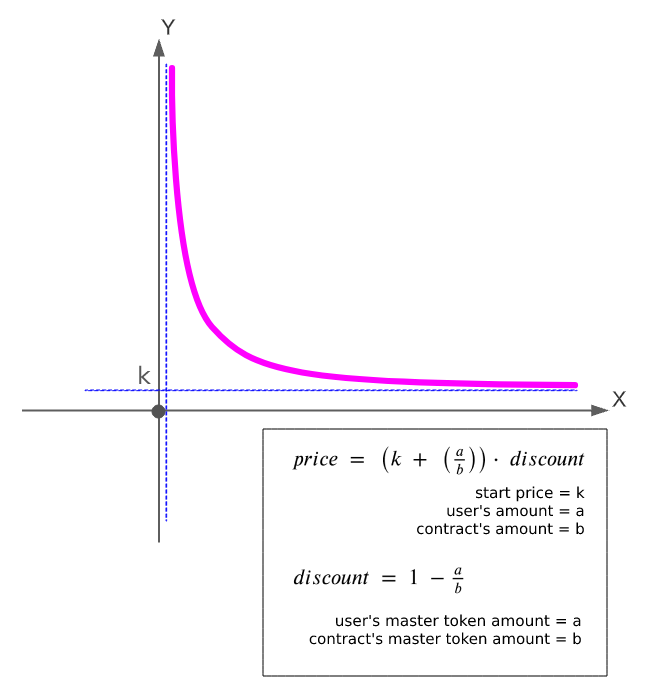 Y
k
X
price = (k + (a/b)) · discount
start price = k
user's amount = a
contract's amount = b
discount = 1 − a/b
user's master token amount = a
contract's master token amount = b